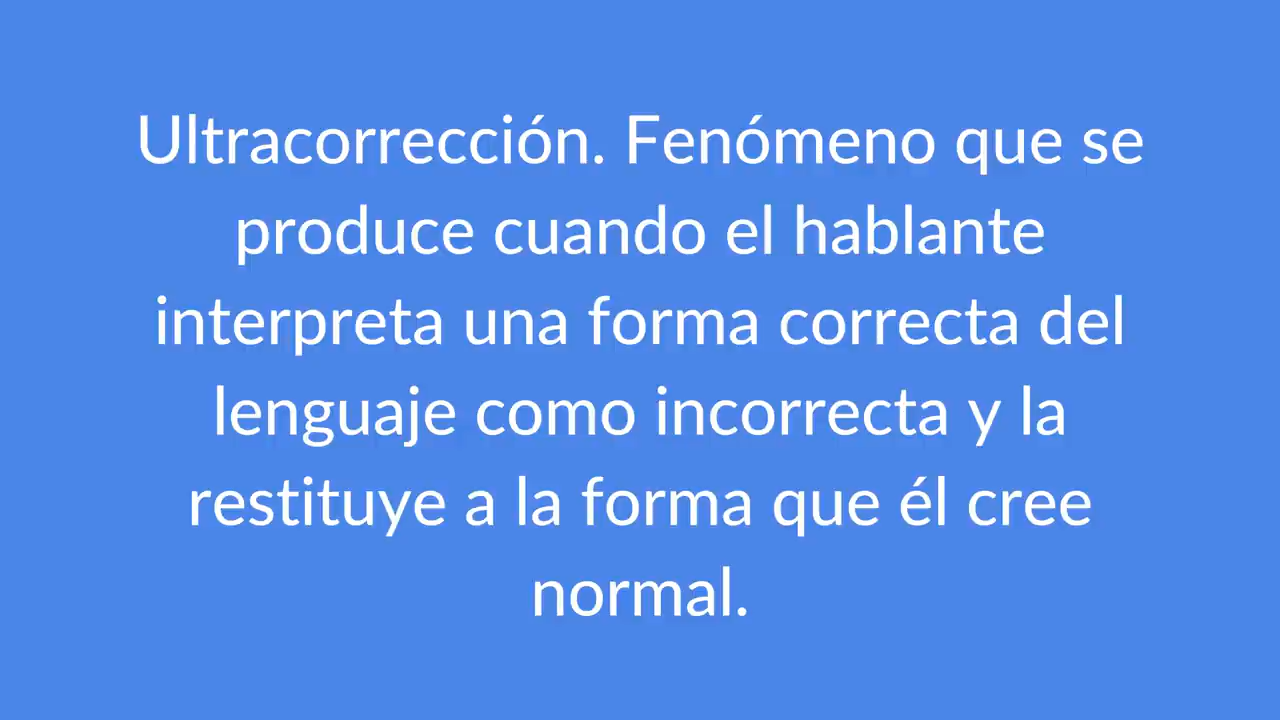 Ultracorrección. Fenómeno que se
produce cuando el hablante
interpreta una forma correcta del
lenguaje como incorrecta y la
restituye a la forma que él cree
normal.